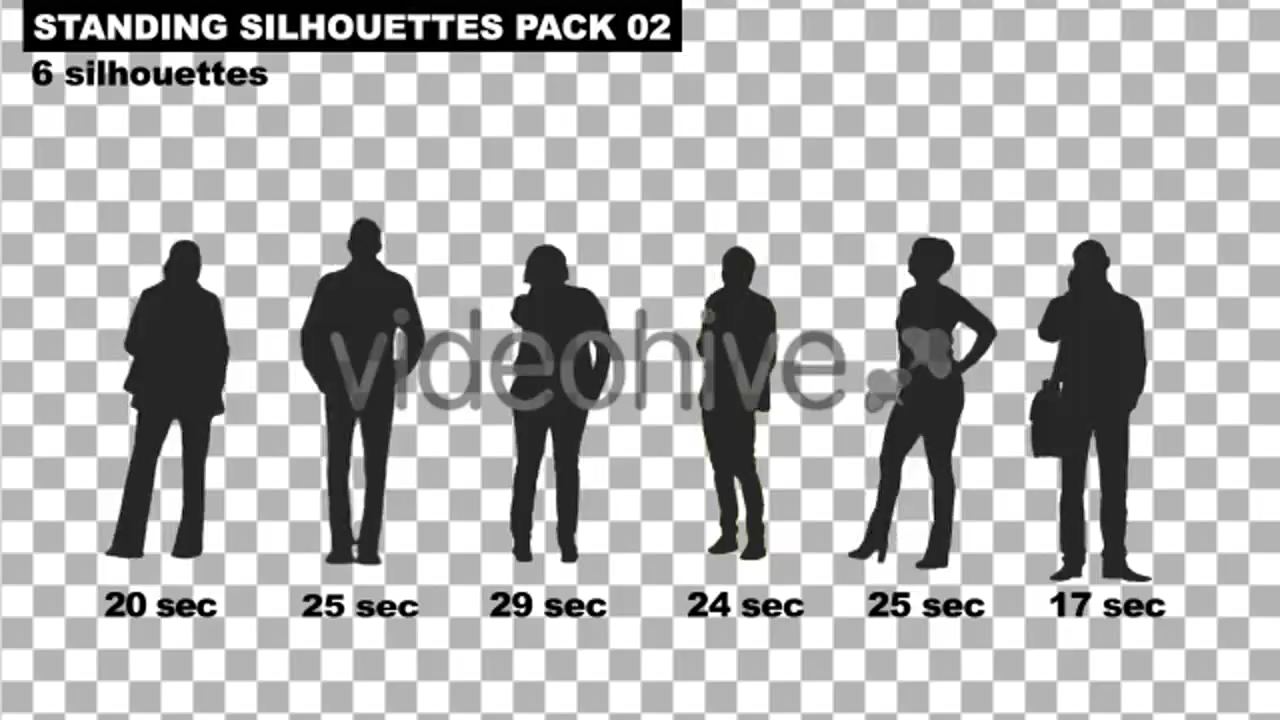 STANDING SILHOUETTES PACK 02
6 silhouettes
videohive
20 sec
25 sec
29 sec
24 sec
25 sec
17 sec